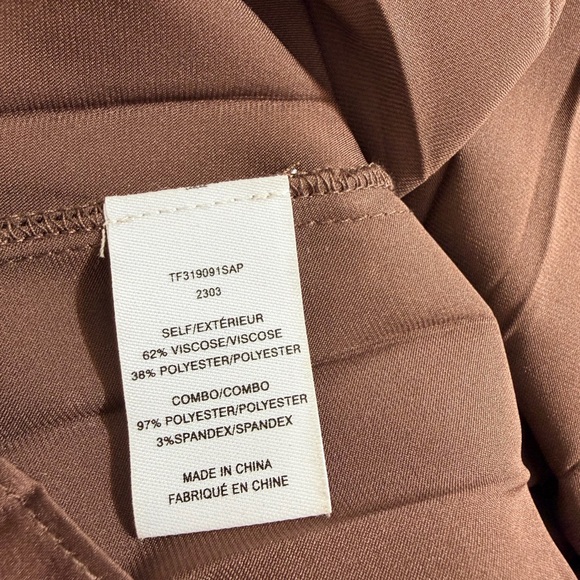 TF319091SAP
2303
SELF/EXTÉRIEUR
62% VISCOSE/VISCOSE
38% POLYESTER/POLYESTER
COMBO/COMBO
97% POLYESTER/POLYESTER
3%SPANDEX/SPANDEX
MADE IN CHINA
FABRIQUÉ EN CHINE